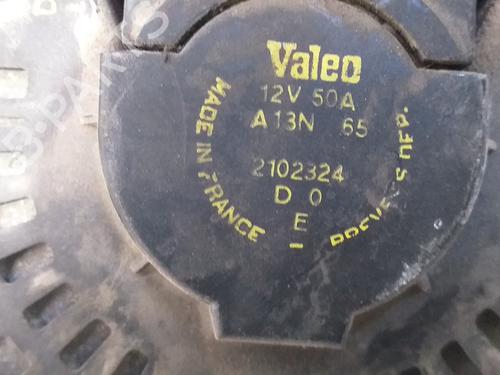 Valeo
12V 50A
A13N 65
2102324
D 0
E
I
MADE IN FRANCE
BREVETS DEP.